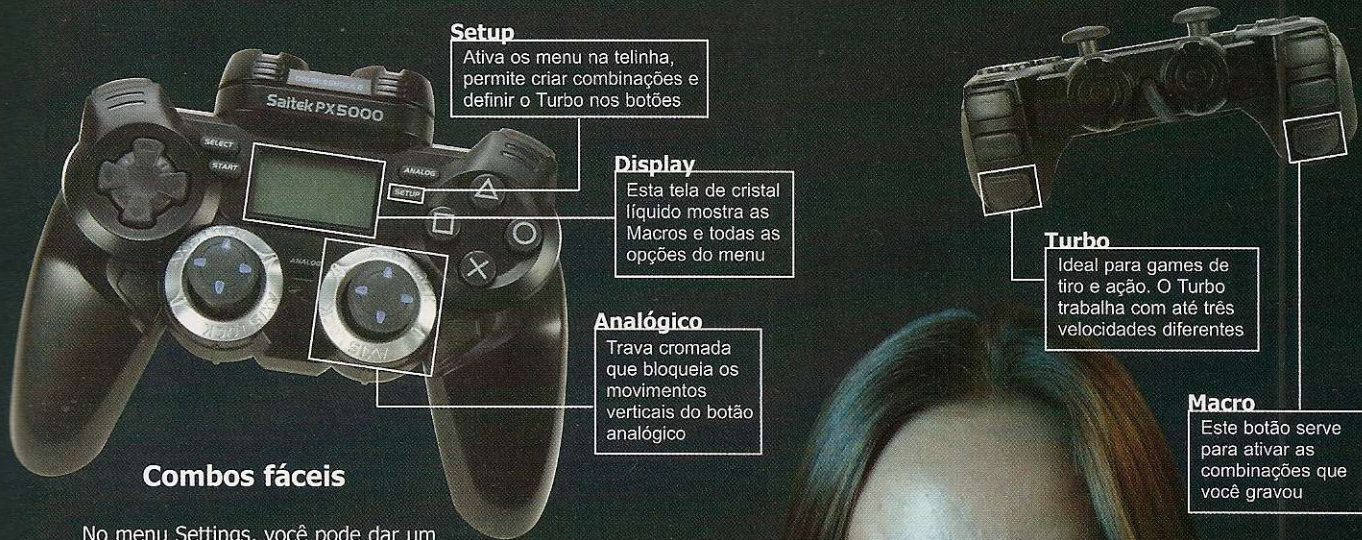 Setup
Ativa os menu na telinha,
permite criar combinações e
definir o Turbo nos botões
Saitek PX5000
SELECT
START
ANALOG
SETUP
ANALOG
Display
Esta tela de cristal
líquido mostra as
Macros e todas as
opções do menu
Analógico
Trava cromada
que bloqueia os
movimentos
verticais do botão
analógico
Turbo
Ideal para games de
tiro e ação. O Turbo
trabalha com até três
velocidades diferentes
Macro
Este botão serve
para ativar as
combinações que
você gravou
Combos fáceis
No menu Settings, você pode dar um